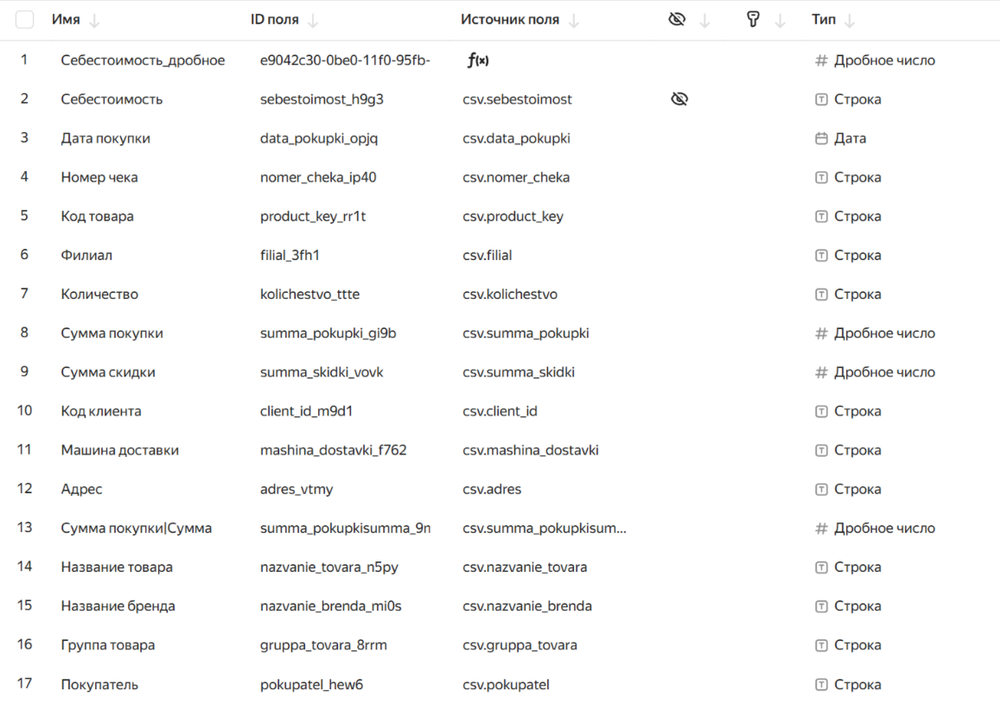 Имя ID поля Источник поля Тип
1 Себестоимость_дробное e9042c30-0be0-11f0-95fb- f(x) # Дробное число
2 Себестоимость sebestoimost_h9g3 csv.sebestoimost T Строка
3 Дата покупки data_pokupki_opjq csv.data_pokupki Дата
4 Номер чека nomer_cheka_ip40 csv.nomer_cheka T Строка
5 Код товара product_key_rr1t csv.product_key T Строка
6 Филиал filial_3fh1 csv.filial T Строка
7 Количество kolichestvo_ttte csv.kolichestvo T Строка
8 Сумма покупки summa_pokupki_gi9b csv.summa_pokupki # Дробное число
9 Сумма скидки summa_skidki_vovk csv.summa_skidki # Дробное число
10 Код клиента client_id_m9d1 csv.client_id T Строка
11 Машина доставки mashina_dostavki_f762 csv.mashina_dostavki T Строка
12 Адрес adres_vtmy csv.adres T Строка
13 Сумма покупки|Сумма summa_pokupkisumma_9n csv.summa_pokupkisum... # Дробное число
14 Название товара nazvanie_tovara_n5py csv.nazvanie_tovara T Строка
15 Название бренда nazvanie_brenda_mi0s csv.nazvanie_brenda T Строка
16 Группа товара gruppa_tovara_8rrm csv.gruppa_tovara T Строка
17 Покупатель pokupatel_hew6 csv.pokupatel T Строка